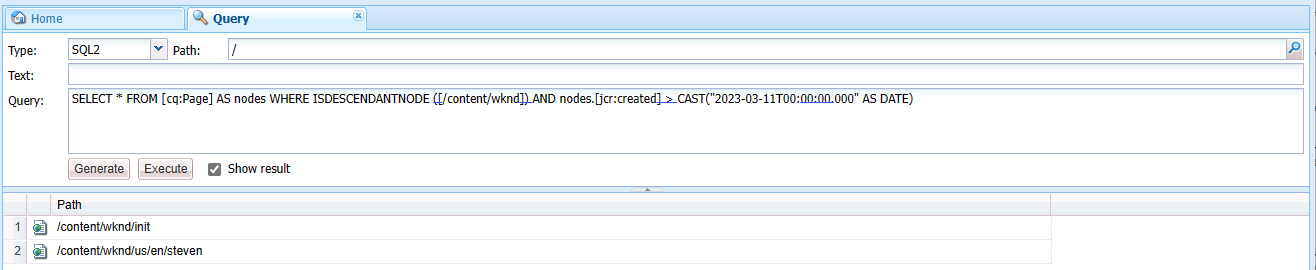 Home Query
Type: SQL2 Path: /
Text:
Query: SELECT * FROM [cq:Page] AS nodes WHERE ISDESCENDANTNODE ([/content/wknd]) AND nodes.[jcr:created] > CAST("2023-03-11T00:00:00.000" AS DATE)
Generate Execute Show result
Path
1 /content/wknd/init
2 /content/wknd/us/en/steven